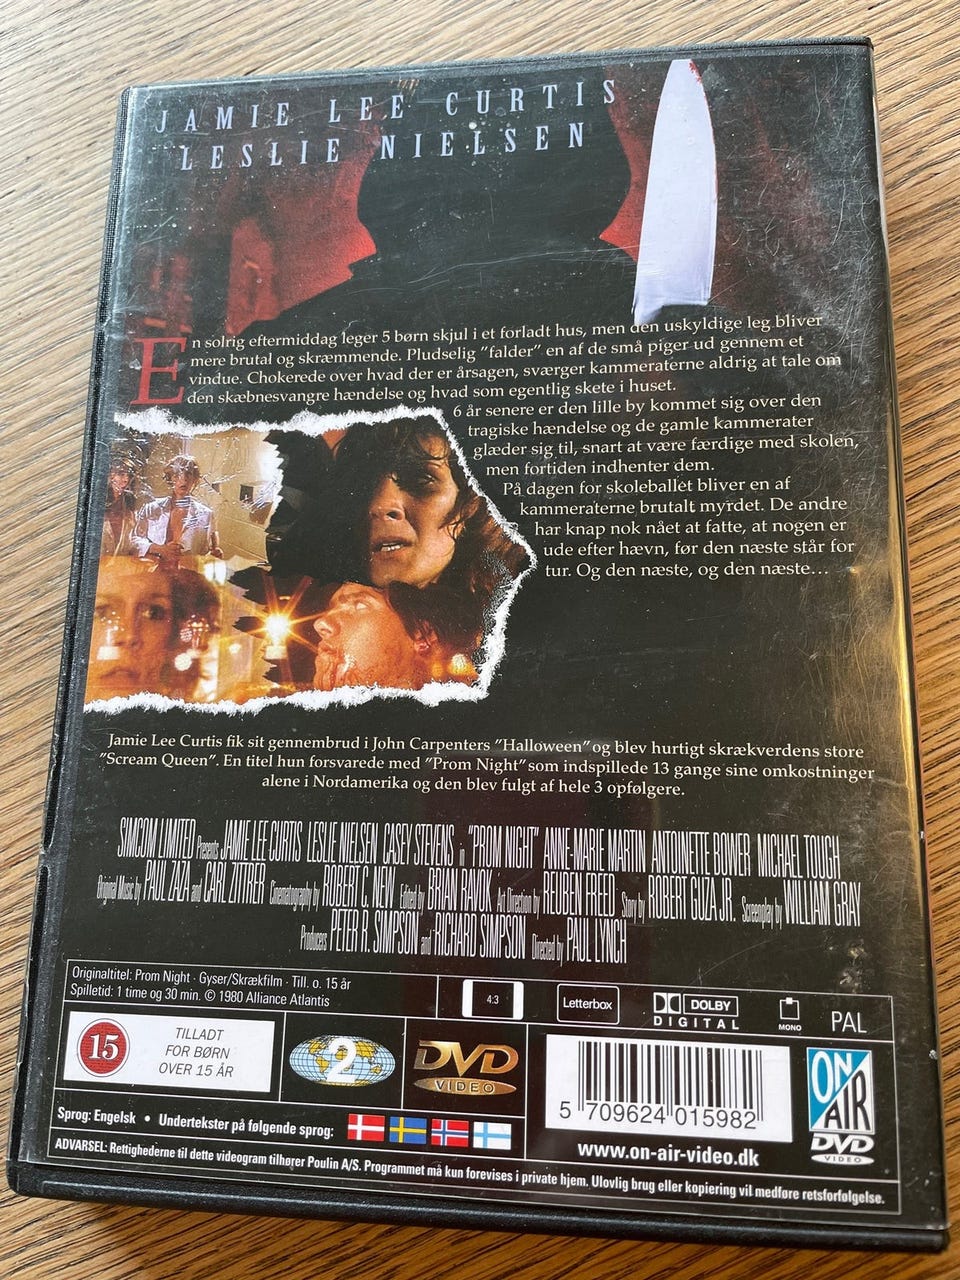 JAMIE LEE CURTIS
LESLIE NIELSEN
En solrig eftermiddag leger 5 børn skjul i et forladt hus, men den uskyldige leg bliver
mere brutal og skræmmende. Pludselig "falder" en af de små piger ud gennem et
vindue. Chokerede over hvad der er årsagen, sværger kammeraterne aldrig at tale om
den skæbnesvangre hændelse og hvad som egentlig skete i huset.
6 år senere er den lille by kommet sig over den
tragiske hændelse og de gamle kammerater
glæder sig til, snart at være færdige med skolen,
men fortiden indhenter dem.
På dagen for skoleballet bliver en af
kammeraterne brutalt myrdet. De andre
har knap nok nået at fatte, at nogen er
ude efter hævn, før den næste står for
tur. Og den næste, og den næste...
Jamie Lee Curtis fik sit gennembrud i John Carpenters "Halloween" og blev hurtigt skrækverdens store
"Scream Queen". En titel hun forsvarede med "Prom Night" som indspillede 13 gange sine omkostninger
alene i Nordamerika og den blev fulgt af hele 3 opfølgere.
SIMCOM LIMITED Presents JAMIE LEE CURTIS LESLIE NIELSEN CASEY STEVENS in "PROM NIGHT" ANNE-MARIE MARTIN ANTOINETTE BOWER MICHAEL TOUGH
Original Music by PAUL ZAZA and CARL ZITRER Cinematography by ROBERT C. NEW Edited by BRIAN RAVOK Art Direction by REUBEN FREED Story by ROBERT GUZA JR. Screenplay by WILLIAM GRAY
Producers PETER R. SIMPSON and RICHARD SIMPSON Directed by PAUL LYNCH
Originaltitel: Prom Night · Gyser/Skrækfilm · Till. o. 15 år
Spilletid: 1 time og 30 min. © 1980 Alliance Atlantis
4:3
Letterbox
DOLBY
DIGITAL
MONO
PAL
15
TILLADT
FOR BØRN
OVER 15 ÅR
2
DVD
VIDEO
5 709624 015982
ON
AIR
DVD
VIDEO
Sprog: Engelsk • Undertekster på følgende sprog:
www.on-air-video.dk
ADVARSEL: Rettighederne til dette videogram tilhører Poulin A/S. Programmet må kun forevises i private hjem. Ulovlig brug eller kopiering vil medføre retsforfølgelse.